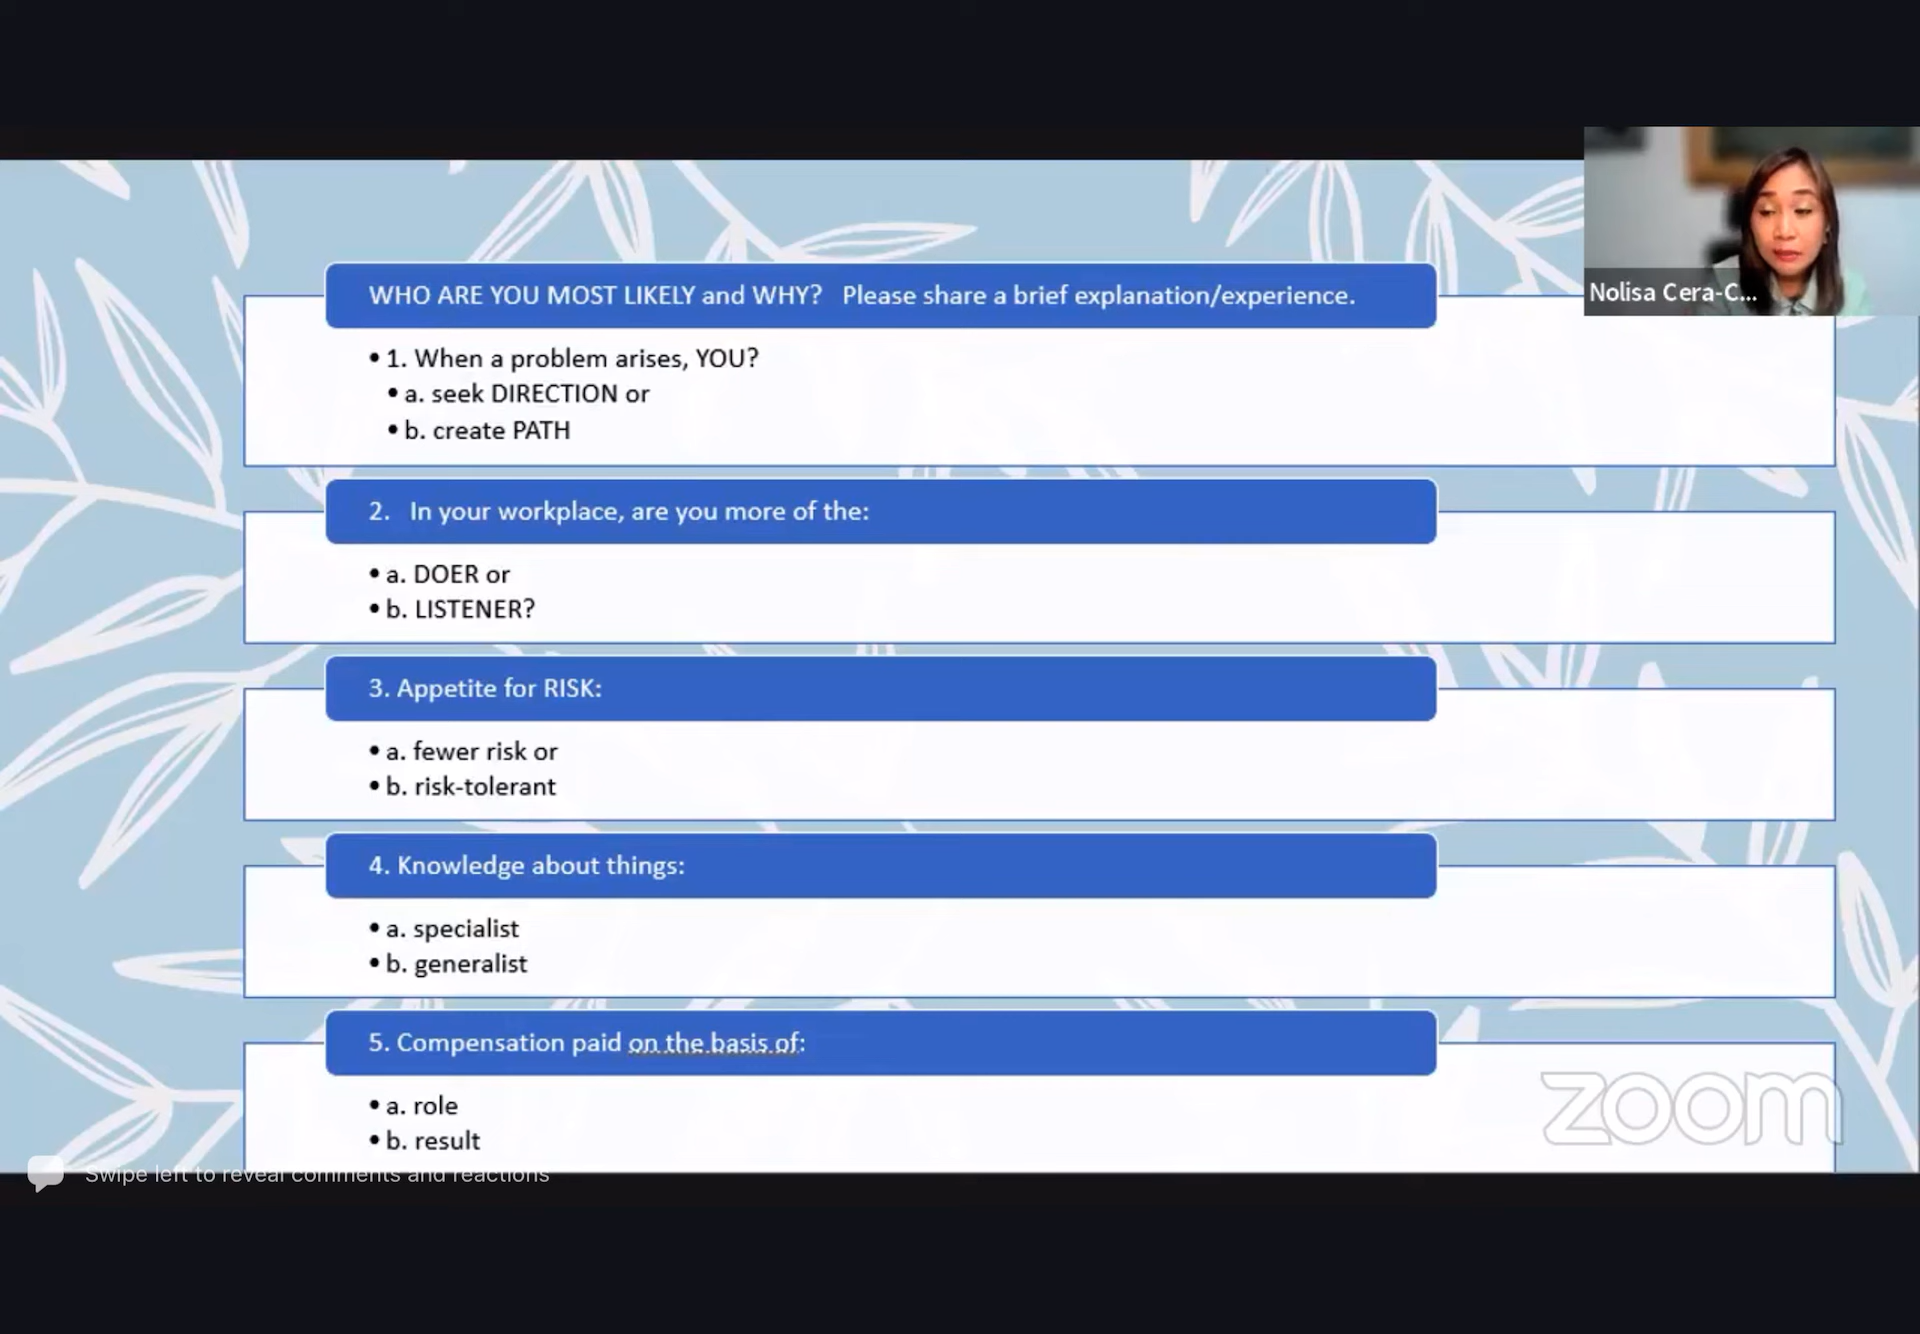 Nolisa Cera-C...
WHO ARE YOU MOST LIKELY and WHY? Please share a brief explanation/experience.
• 1. When a problem arises, YOU?
• a. seek DIRECTION or
• b. create PATH
2. In your workplace, are you more of the:
• a. DOER or
• b. LISTENER?
3. Appetite for RISK:
• a. fewer risk or
• b. risk-tolerant
4. Knowledge about things:
• a. specialist
• b. generalist
5. Compensation paid on the basis of:
• a. role
• b. result
zoom
Swipe left to reveal comments and reactions